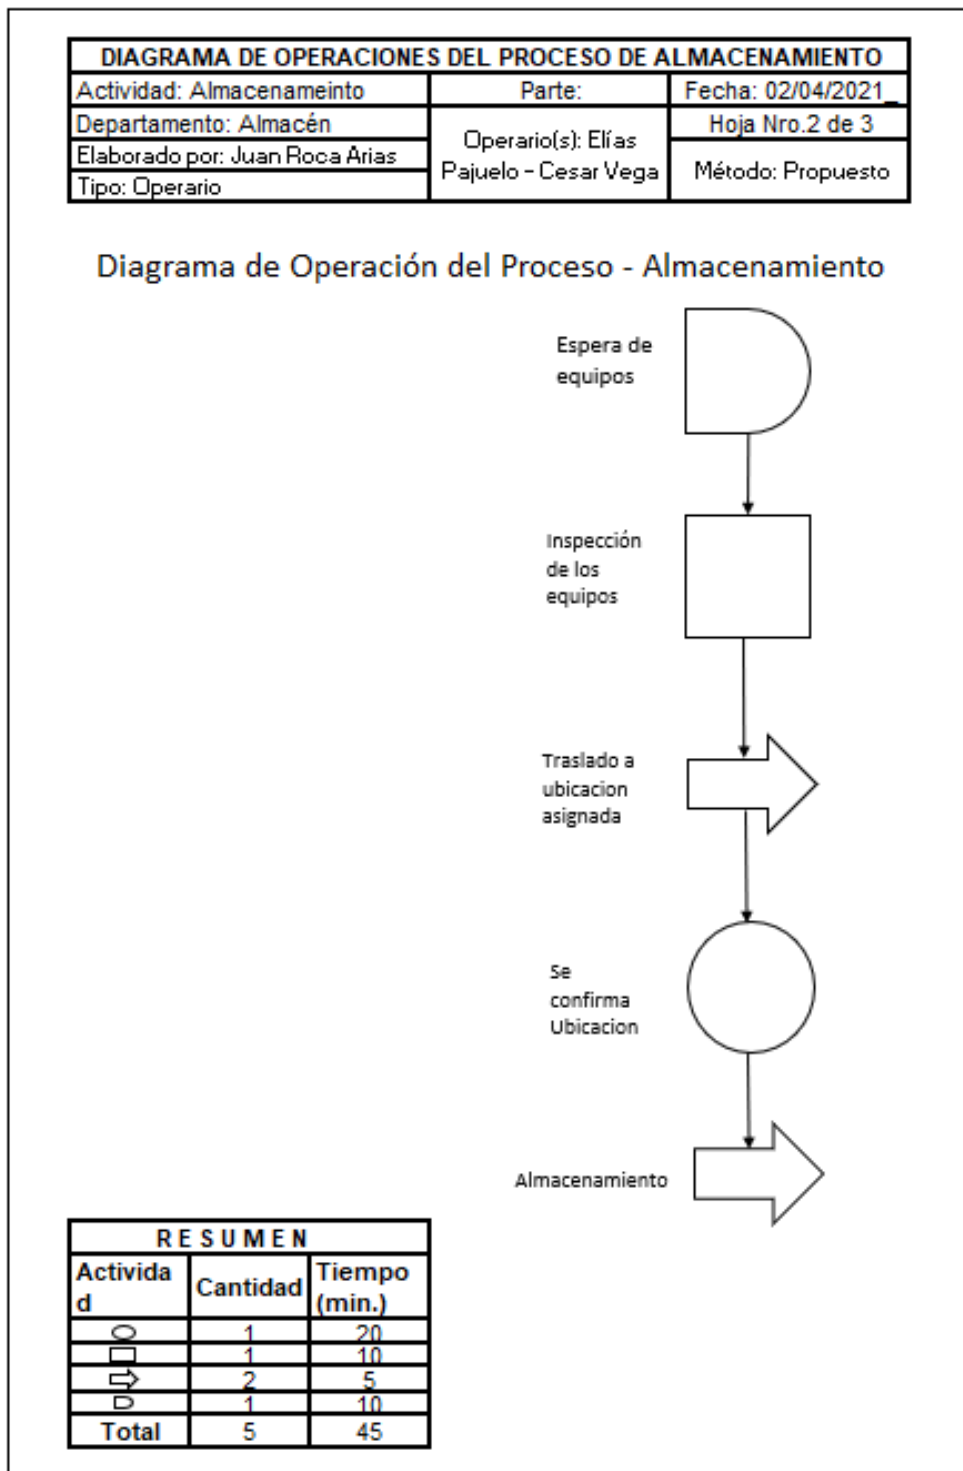 DIAGRAMA DE OPERACIONES DEL PROCESO DE ALMACENAMIENTO
Actividad: Almacenameinto
Parte:
Fecha: 02/04/2021_
Departamento: Almacén
Operario(s): Elías
Pajuelo - Cesar Vega
Hoja Nro.2 de 3
Elaborado por: Juan Roca Arias
Método: Propuesto
Tipo: Operario
Diagrama de Operación del Proceso - Almacenamiento
Espera de
equipos
Inspección
de los
equipos
Traslado a
ubicacion
asignada
Se
confirma
Ubicacion
Almacenamiento
RESUMEN
Activida
d
Cantidad
Tiempo
(min.)
1 20
1 10
2 5
1 10
Total 5 45